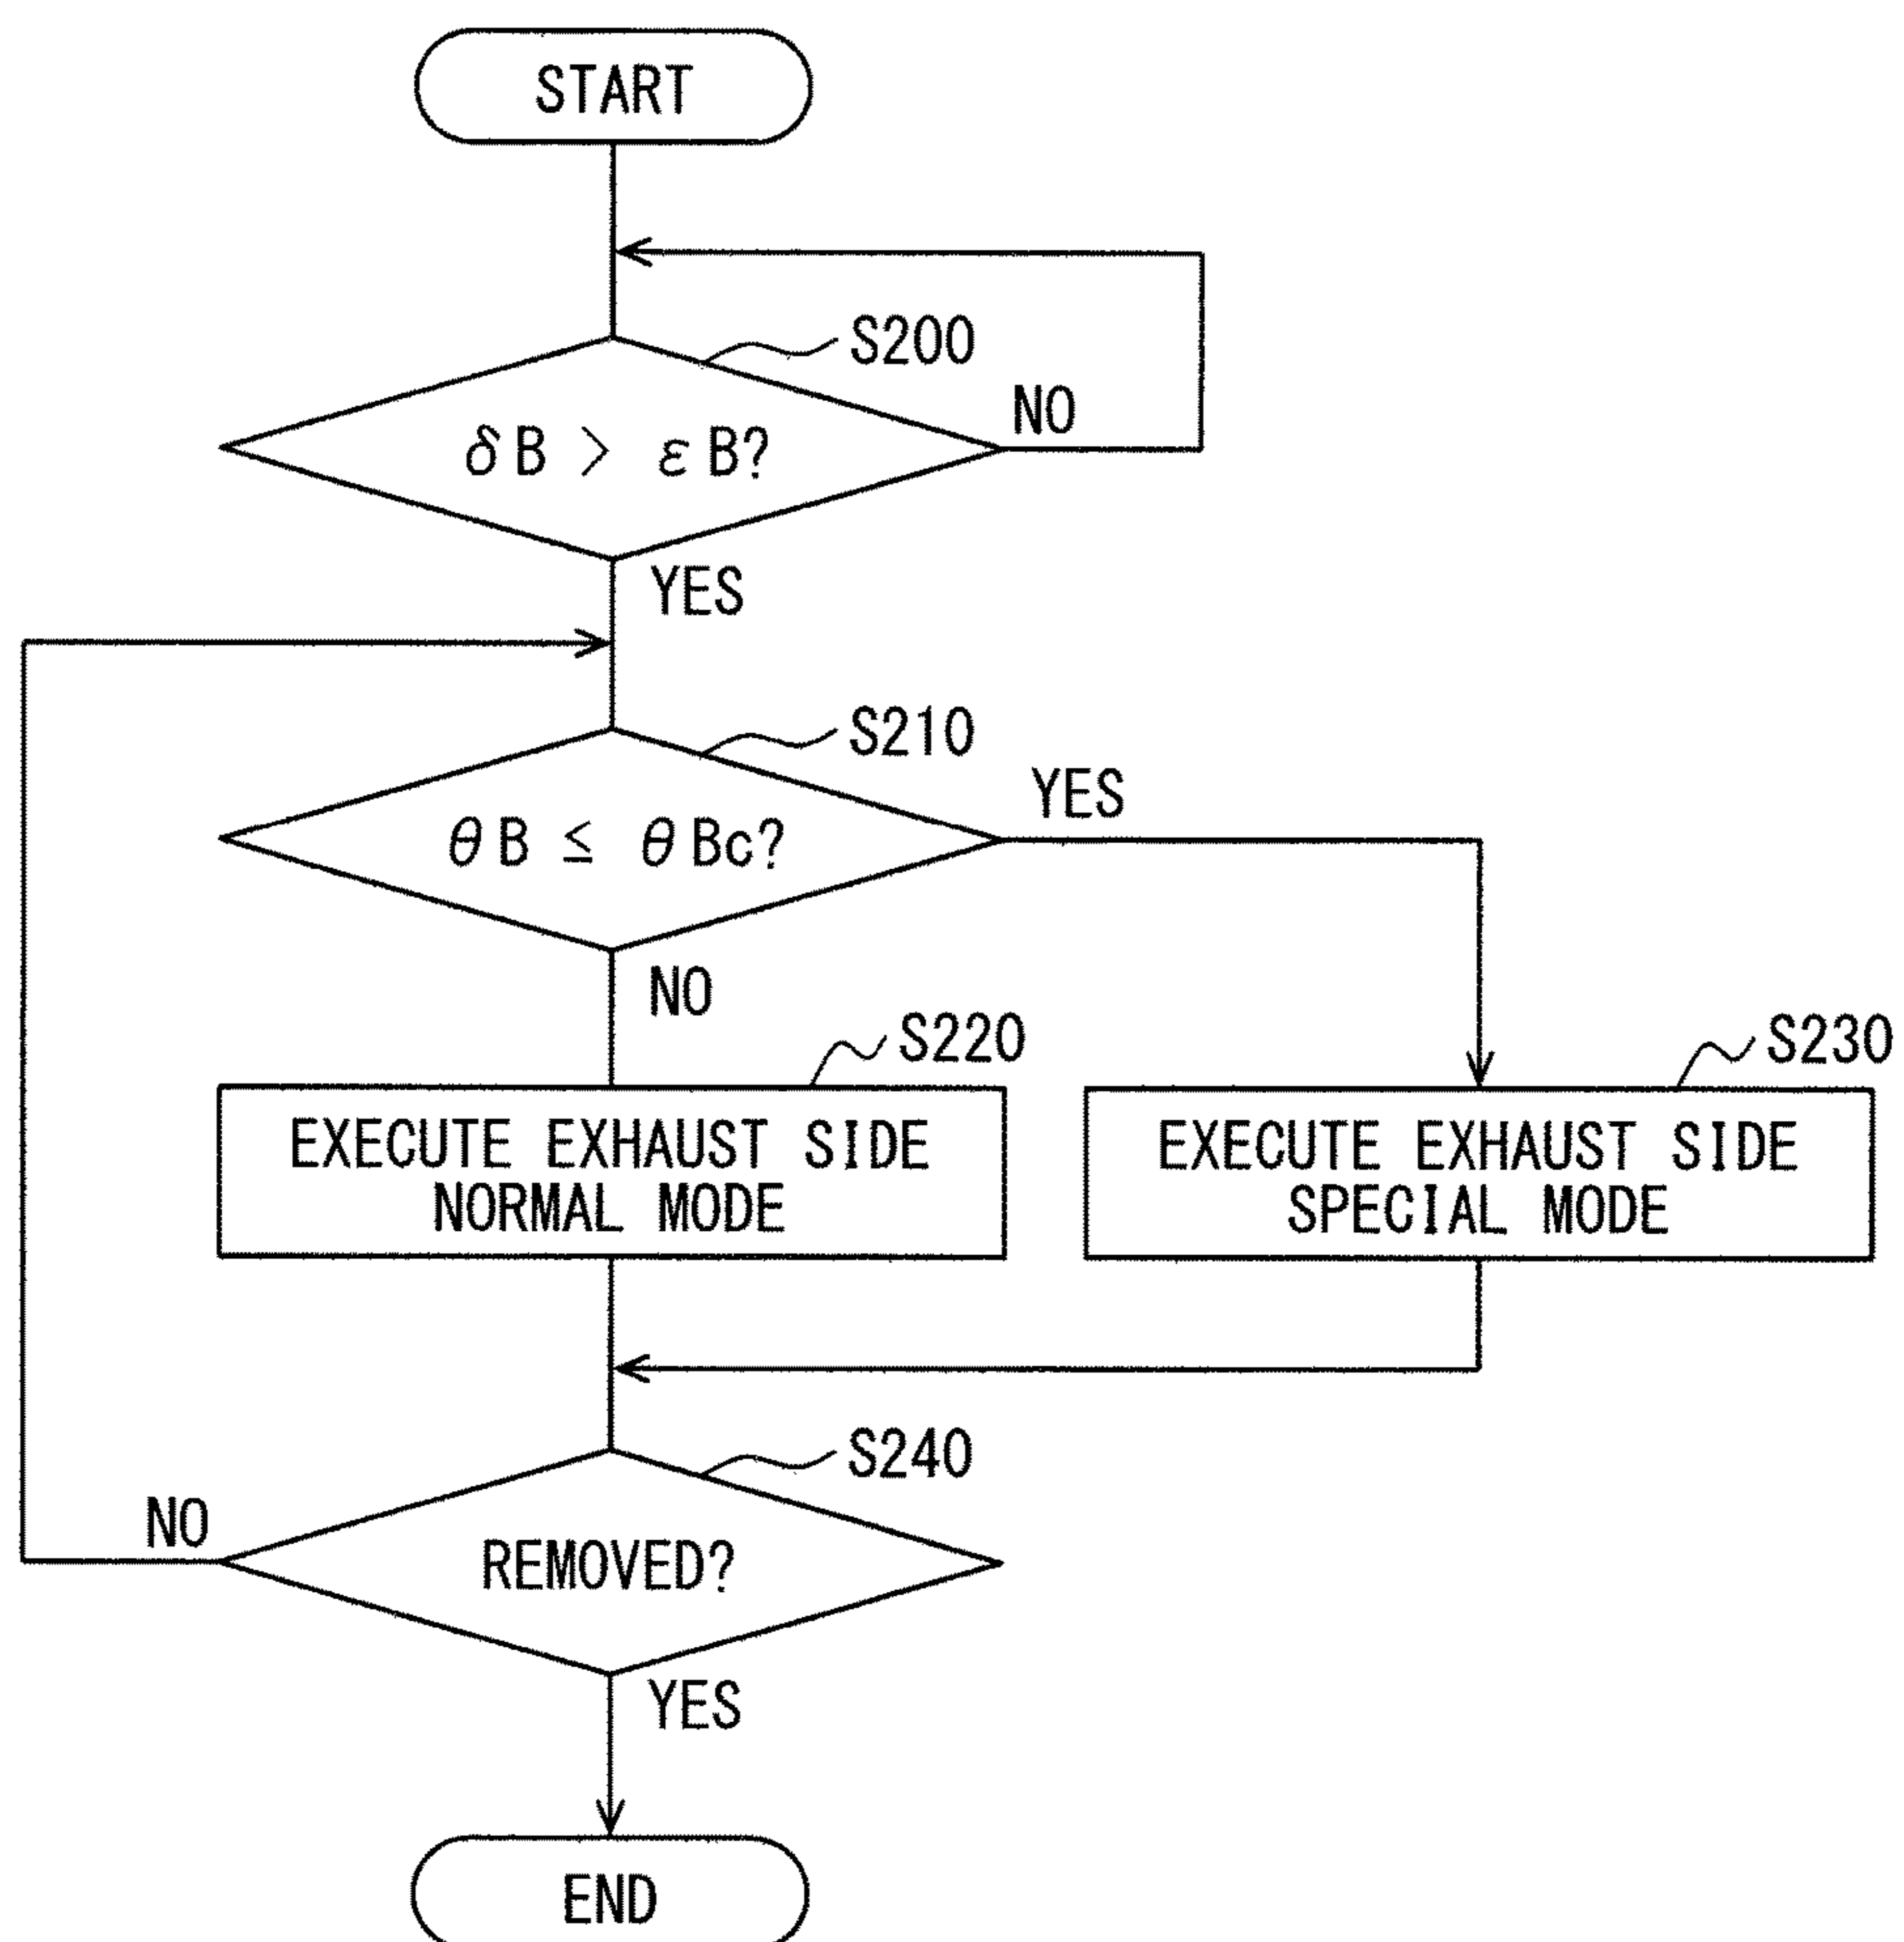 START
S200
δB > εB?
NO
YES
S210
θB ≤ θBc?
YES
NO
S220
S230
EXECUTE EXHAUST SIDE
NORMAL MODE
EXECUTE EXHAUST SIDE
SPECIAL MODE
S240
NO
REMOVED?
YES
END